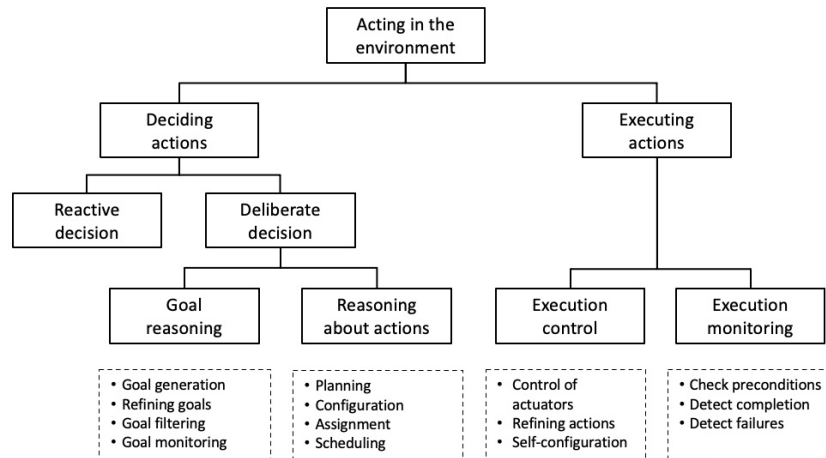 Acting in the
environment
Deciding
actions
Executing
actions
Reactive
decision
Deliberate
decision
Goal
reasoning
Reasoning
about actions
Execution
control
Execution
monitoring
• Goal generation
• Refining goals
• Goal filtering
• Goal monitoring
• Planning
• Configuration
• Assignment
• Scheduling
• Control of
actuators
• Refining actions
• Self-configuration
• Check preconditions
• Detect completion
• Detect failures